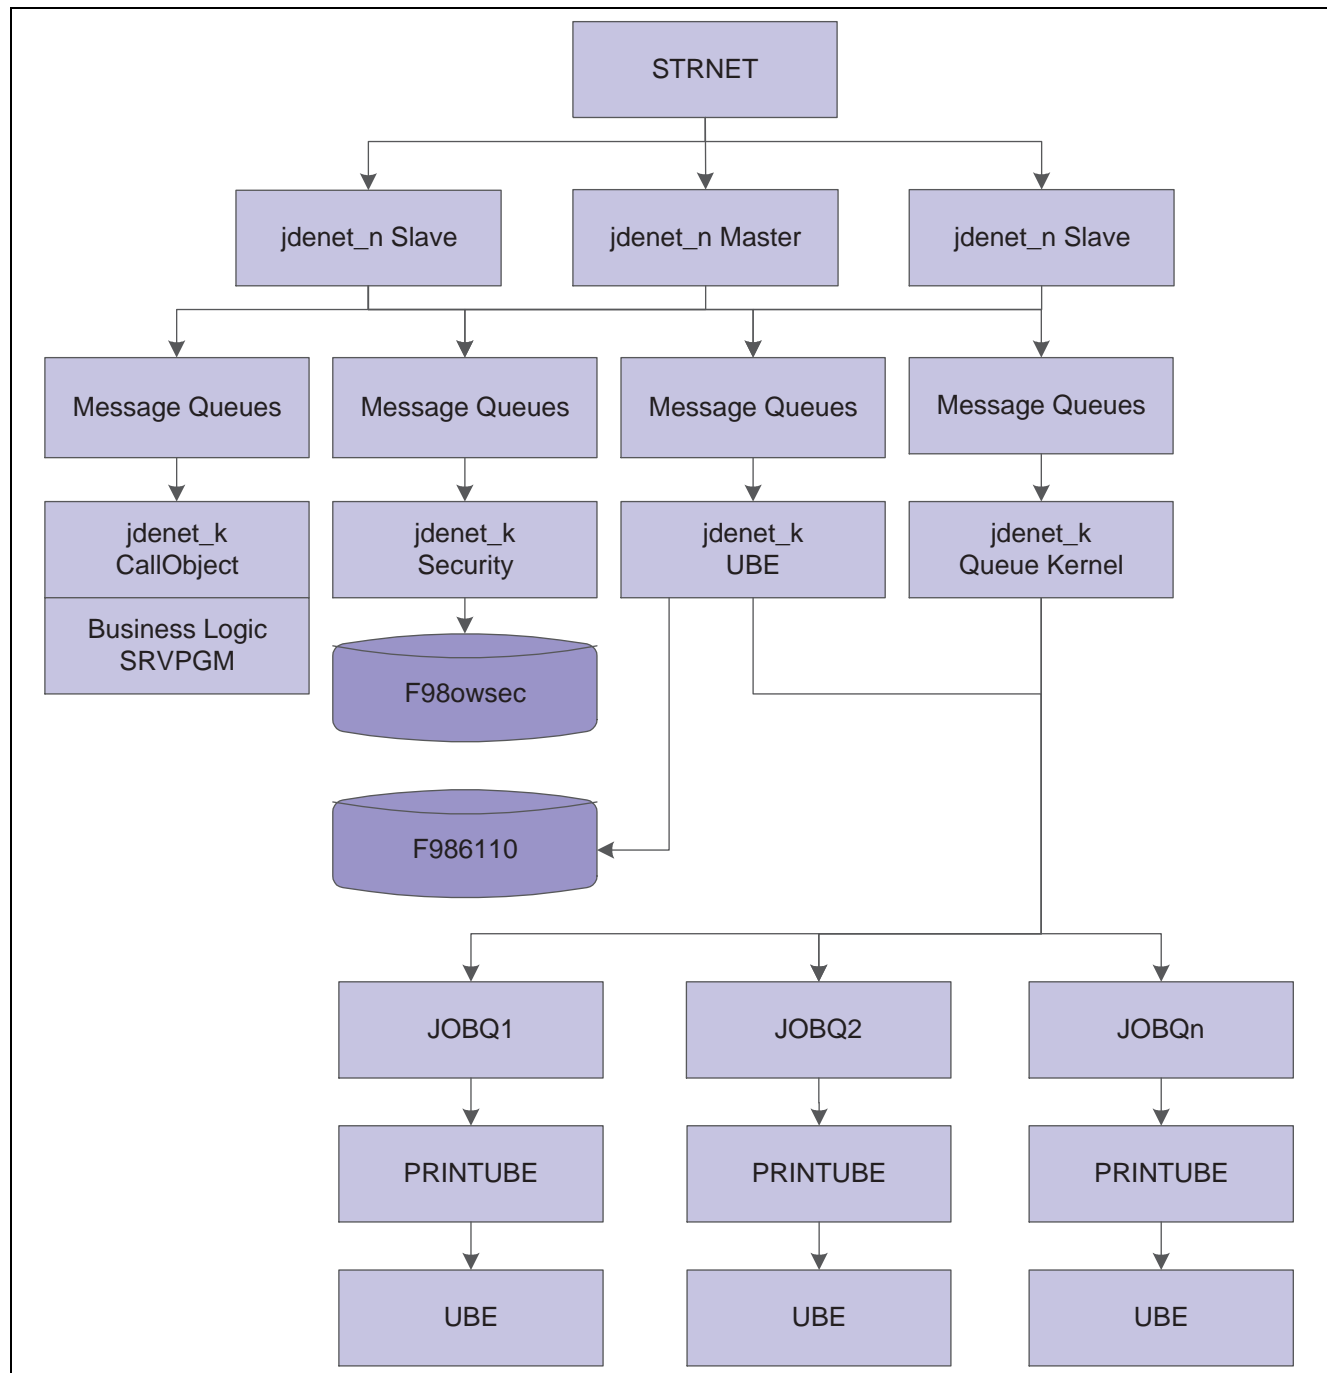 STRNET
jdenet_n Slave
jdenet_n Master
jdenet_n Slave
Message Queues
Message Queues
Message Queues
Message Queues
jdenet_k
CallObject
jdenet_k
Security
jdenet_k
UBE
jdenet_k
Queue Kernel
Business Logic
SRVPGM
F98owsec
F986110
JOBQ1
JOBQ2
JOBQn
PRINTUBE
PRINTUBE
PRINTUBE
UBE
UBE
UBE